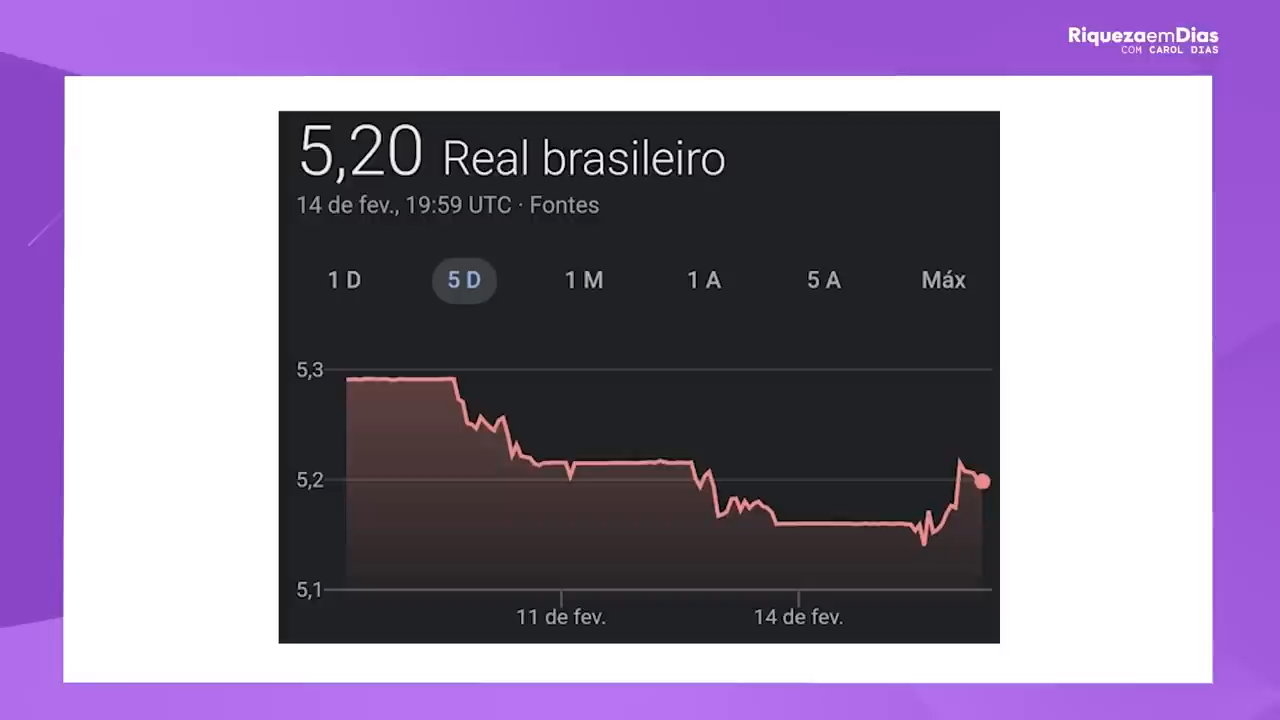 RiquezaemDias
COM CAROL DIAS
5,20 Real brasileiro
14 de fev., 19:59 UTC · Fontes
1 D 5 D 1 M 1 A 5 A Máx
5,3
5,2
5,1
11 de fev. 14 de fev.